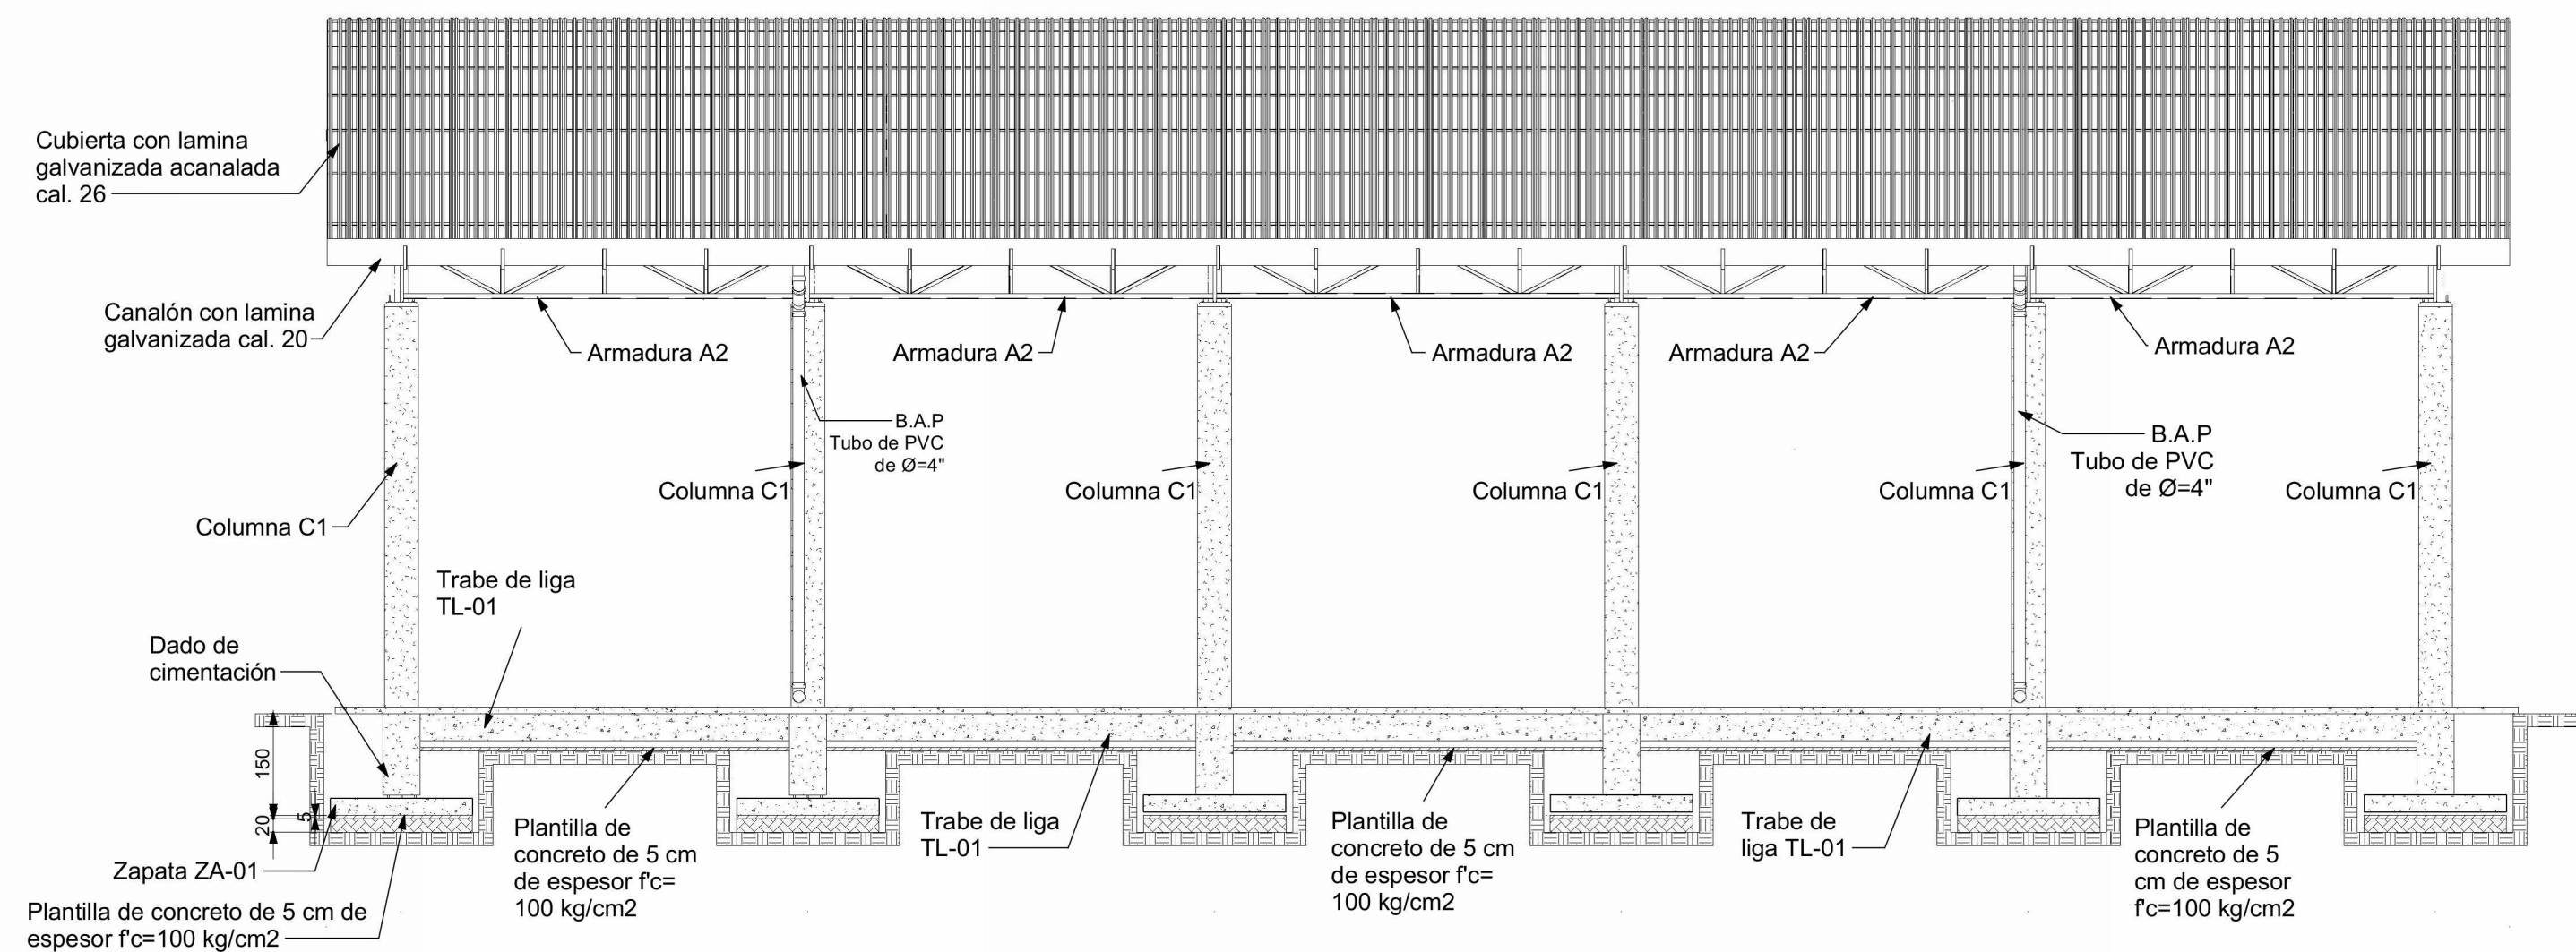 Cubierta con lamina
galvanizada acanalada
cal. 26
Canalón con lamina
galvanizada cal. 20
Armadura A2
Armadura A2
Armadura A2
Armadura A2
Armadura A2
B.A.P
Tubo de PVC
de Ø=4"
B.A.P
Tubo de PVC
de Ø=4"
Columna C1
Columna C1
Columna C1
Columna C1
Columna C1
Columna C1
Trabe de liga
TL-01
Dado de
cimentación
150
20
5
Zapata ZA-01
Plantilla de concreto de 5 cm de
espesor f'c=100 kg/cm2
Plantilla de
concreto de 5 cm
de espesor f'c=
100 kg/cm2
Trabe de liga
TL-01
Plantilla de
concreto de 5 cm
de espesor f'c=
100 kg/cm2
Trabe de
liga TL-01
Plantilla de
concreto de 5
cm de espesor
f'c=100 kg/cm2